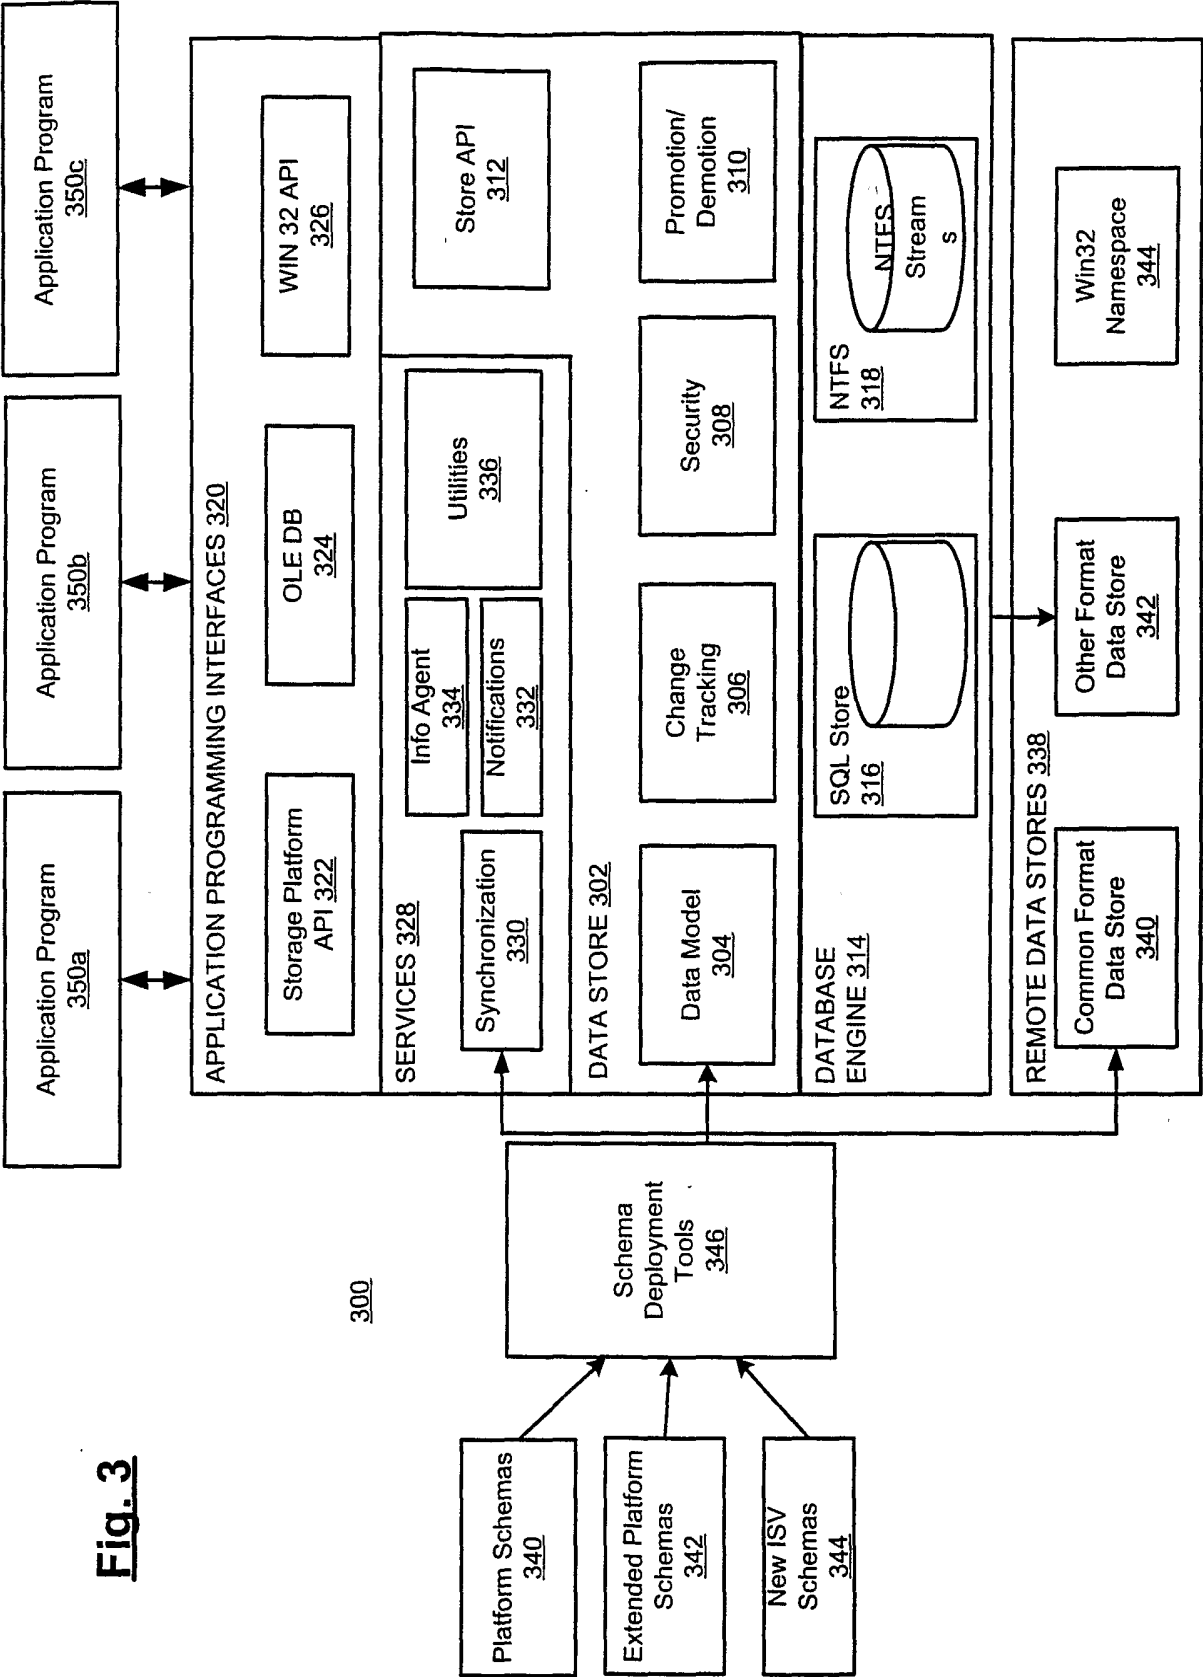 Application Program
350a
Application Program
350b
Application Program
350c
APPLICATION PROGRAMMING INTERFACES 320
Storage Platform
API 322
OLE DB
324
WIN 32 API
326
SERVICES 328
Synchronization
330
Info Agent
334
Notifications
332
Utilities
336
Store API
312
DATA STORE 302
Data Model
304
Change
Tracking
306
Security
308
Promotion/
Demotion
310
DATABASE
ENGINE 314
SQL Store
316
NTFS
318
NTFS
Stream
s
REMOTE DATA STORES 338
Common Format
Data Store
340
Other Format
Data Store
342
Win32
Namespace
344
300
Schema
Deployment
Tools
346
Platform Schemas
340
Extended Platform
Schemas
342
New ISV
Schemas
344
Fig. 3